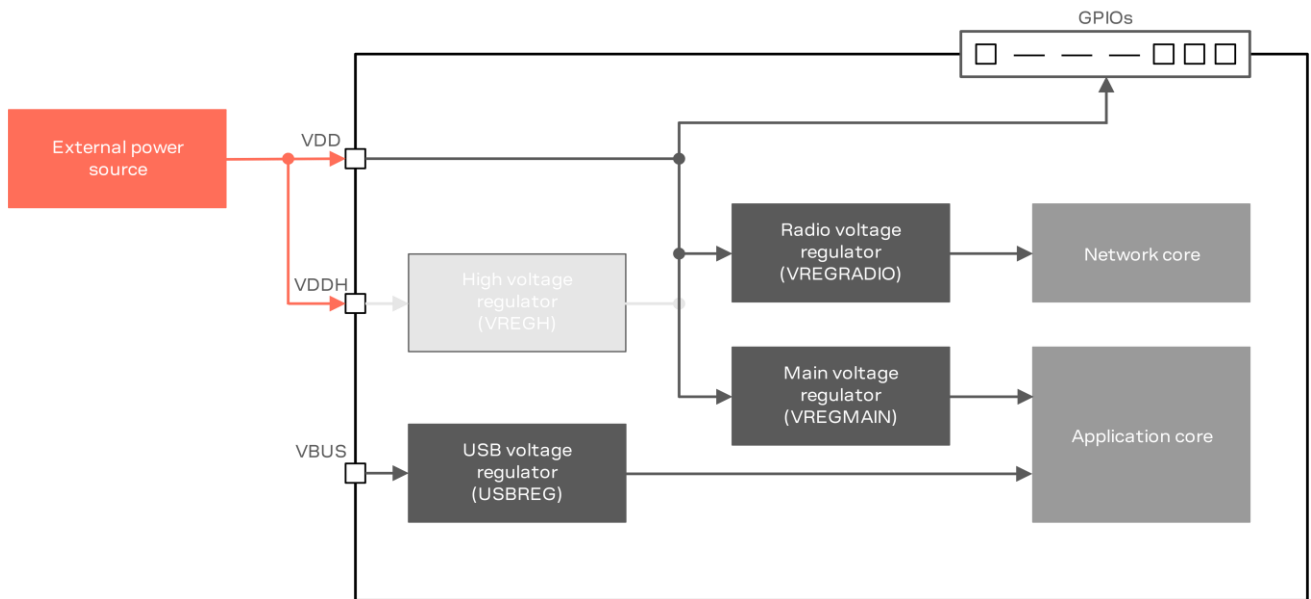 GPIOs
External power
source
VDD
VDDH
High voltage
regulator
(VREGH)
Radio voltage
regulator
(VREGRADIO)
Network core
Main voltage
regulator
(VREGMAIN)
Application core
VBUS
USB voltage
regulator
(USBREG)